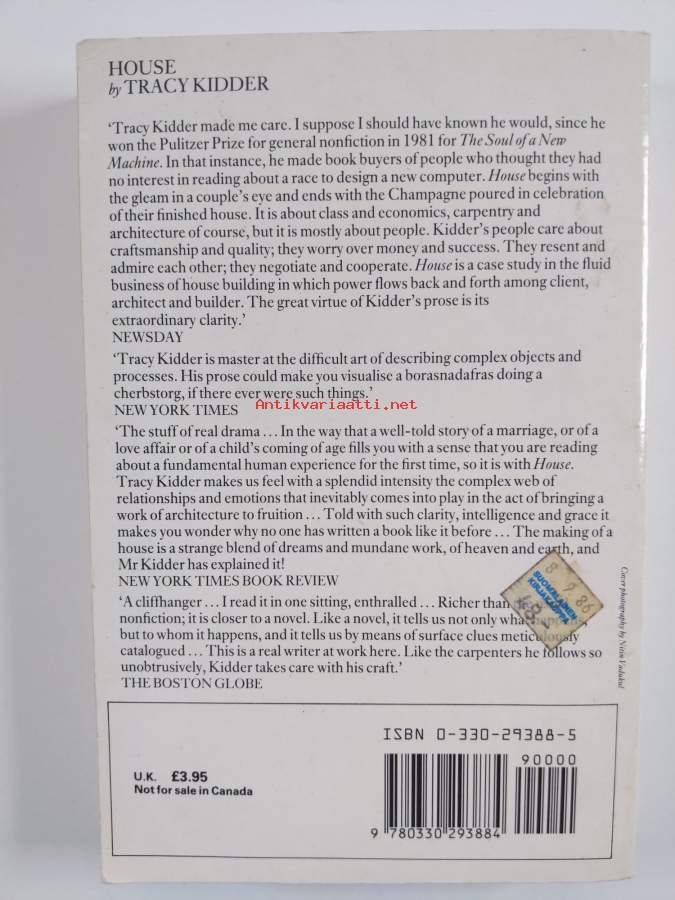 HOUSE
by TRACY KIDDER
‘Tracy Kidder made me care. I suppose I should have known he would, since he
won the Pulitzer Prize for general nonfiction in 1981 for The Soul of a New
Machine. In that instance, he made book buyers of people who thought they had
no interest in reading about a race to design a new computer. House begins with
the gleam in a couple’s eye and ends with the Champagne poured in celebration
of their finished house. It is about class and economics, carpentry and
architecture of course, but it is mostly about people. Kidder’s people care about
craftsmanship and quality; they worry over money and success. They resent and
admire each other; they negotiate and cooperate. House is a case study in the fluid
business of house building in which power flows back and forth among client,
architect and builder. The great virtue of Kidder’s prose is its
extraordinary clarity.’
NEWSDAY
‘Tracy Kidder is master at the difficult art of describing complex objects and
processes. His prose could make you visualise a borasnadafras doing a
cherbstorg, if there ever were such things.’
NEW YORK TIMES
Antikvariaatti.net
‘The stuff of real drama ... In the way that a well-told story of a marriage, or of a
love affair or of a child’s coming of age fills you with a sense that you are reading
about a fundamental human experience for the first time, so it is with House.
Tracy Kidder makes us feel with a splendid intensity the complex web of
relationships and emotions that inevitably comes into play in the act of bringing a
work of architecture to fruition ... Told with such clarity, intelligence and grace it
makes you wonder why no one has written a book like it before ... The making of a
house is a strange blend of dreams and mundane work, of heaven and earth, and
Mr Kidder has explained it!
NEW YORK TIMES BOOK REVIEW
‘A cliffhanger ... I read it in one sitting, enthralled ... Richer than
nonfiction; it is closer to a novel. Like a novel, it tells us not only what happens,
but to whom it happens, and it tells us by means of surface clues meticulously
catalogued ... This is a real writer at work here. Like the carpenters he follows so
unobtrusively, Kidder takes care with his craft.’
THE BOSTON GLOBE
8 9 86
SUOMALAINEN
KIRJAKAUPPA
Cover photography by Nitin Vadukul
ISBN 0-330-29388-5
90000
U.K. £3.95
Not for sale in Canada
9 780330 293884